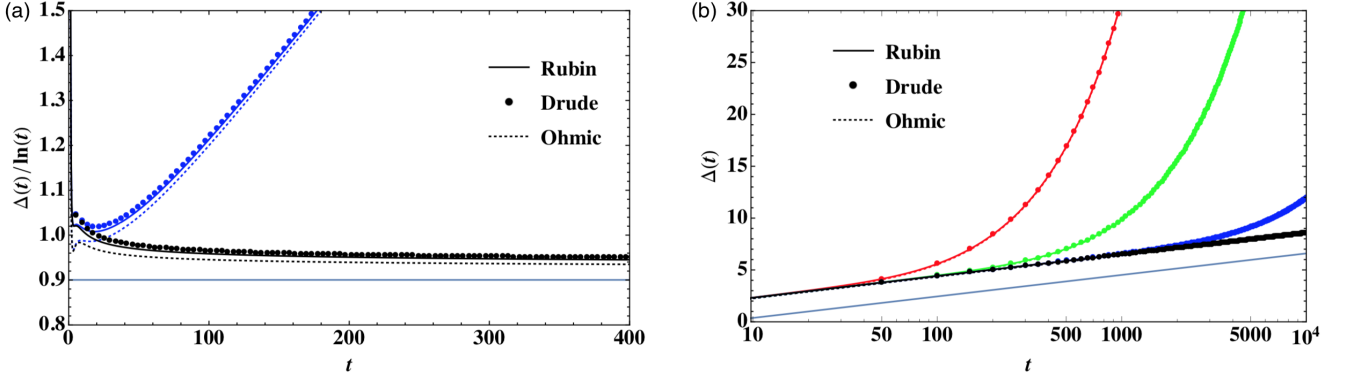 (a)
1.5
1.4
1.3
1.2
1.1
1.0
0.9
0.8
Δ(t)/ln(t)
Rubin
Drude
Ohmic
0
100
200
300
400
t
(b)
30
25
20
15
10
5
0
Δ(t)
Rubin
Drude
Ohmic
10
50
100
500
1000
5000
10⁴
t